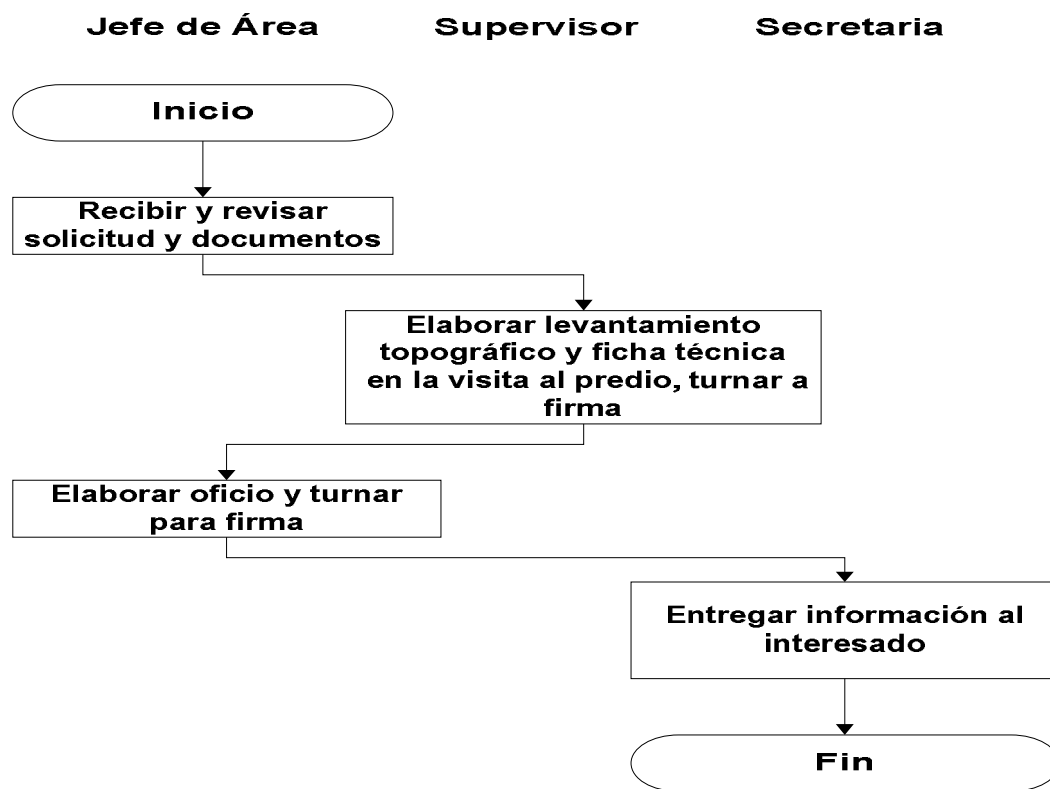 Jefe de Área Supervisor Secretaria
Inicio
Recibir y revisar
solicitud y documentos
Elaborar levantamiento
topográfico y ficha técnica
en la visita al predio, turnar a
firma
Elaborar oficio y turnar
para firma
Entregar información al
interesado
Fin